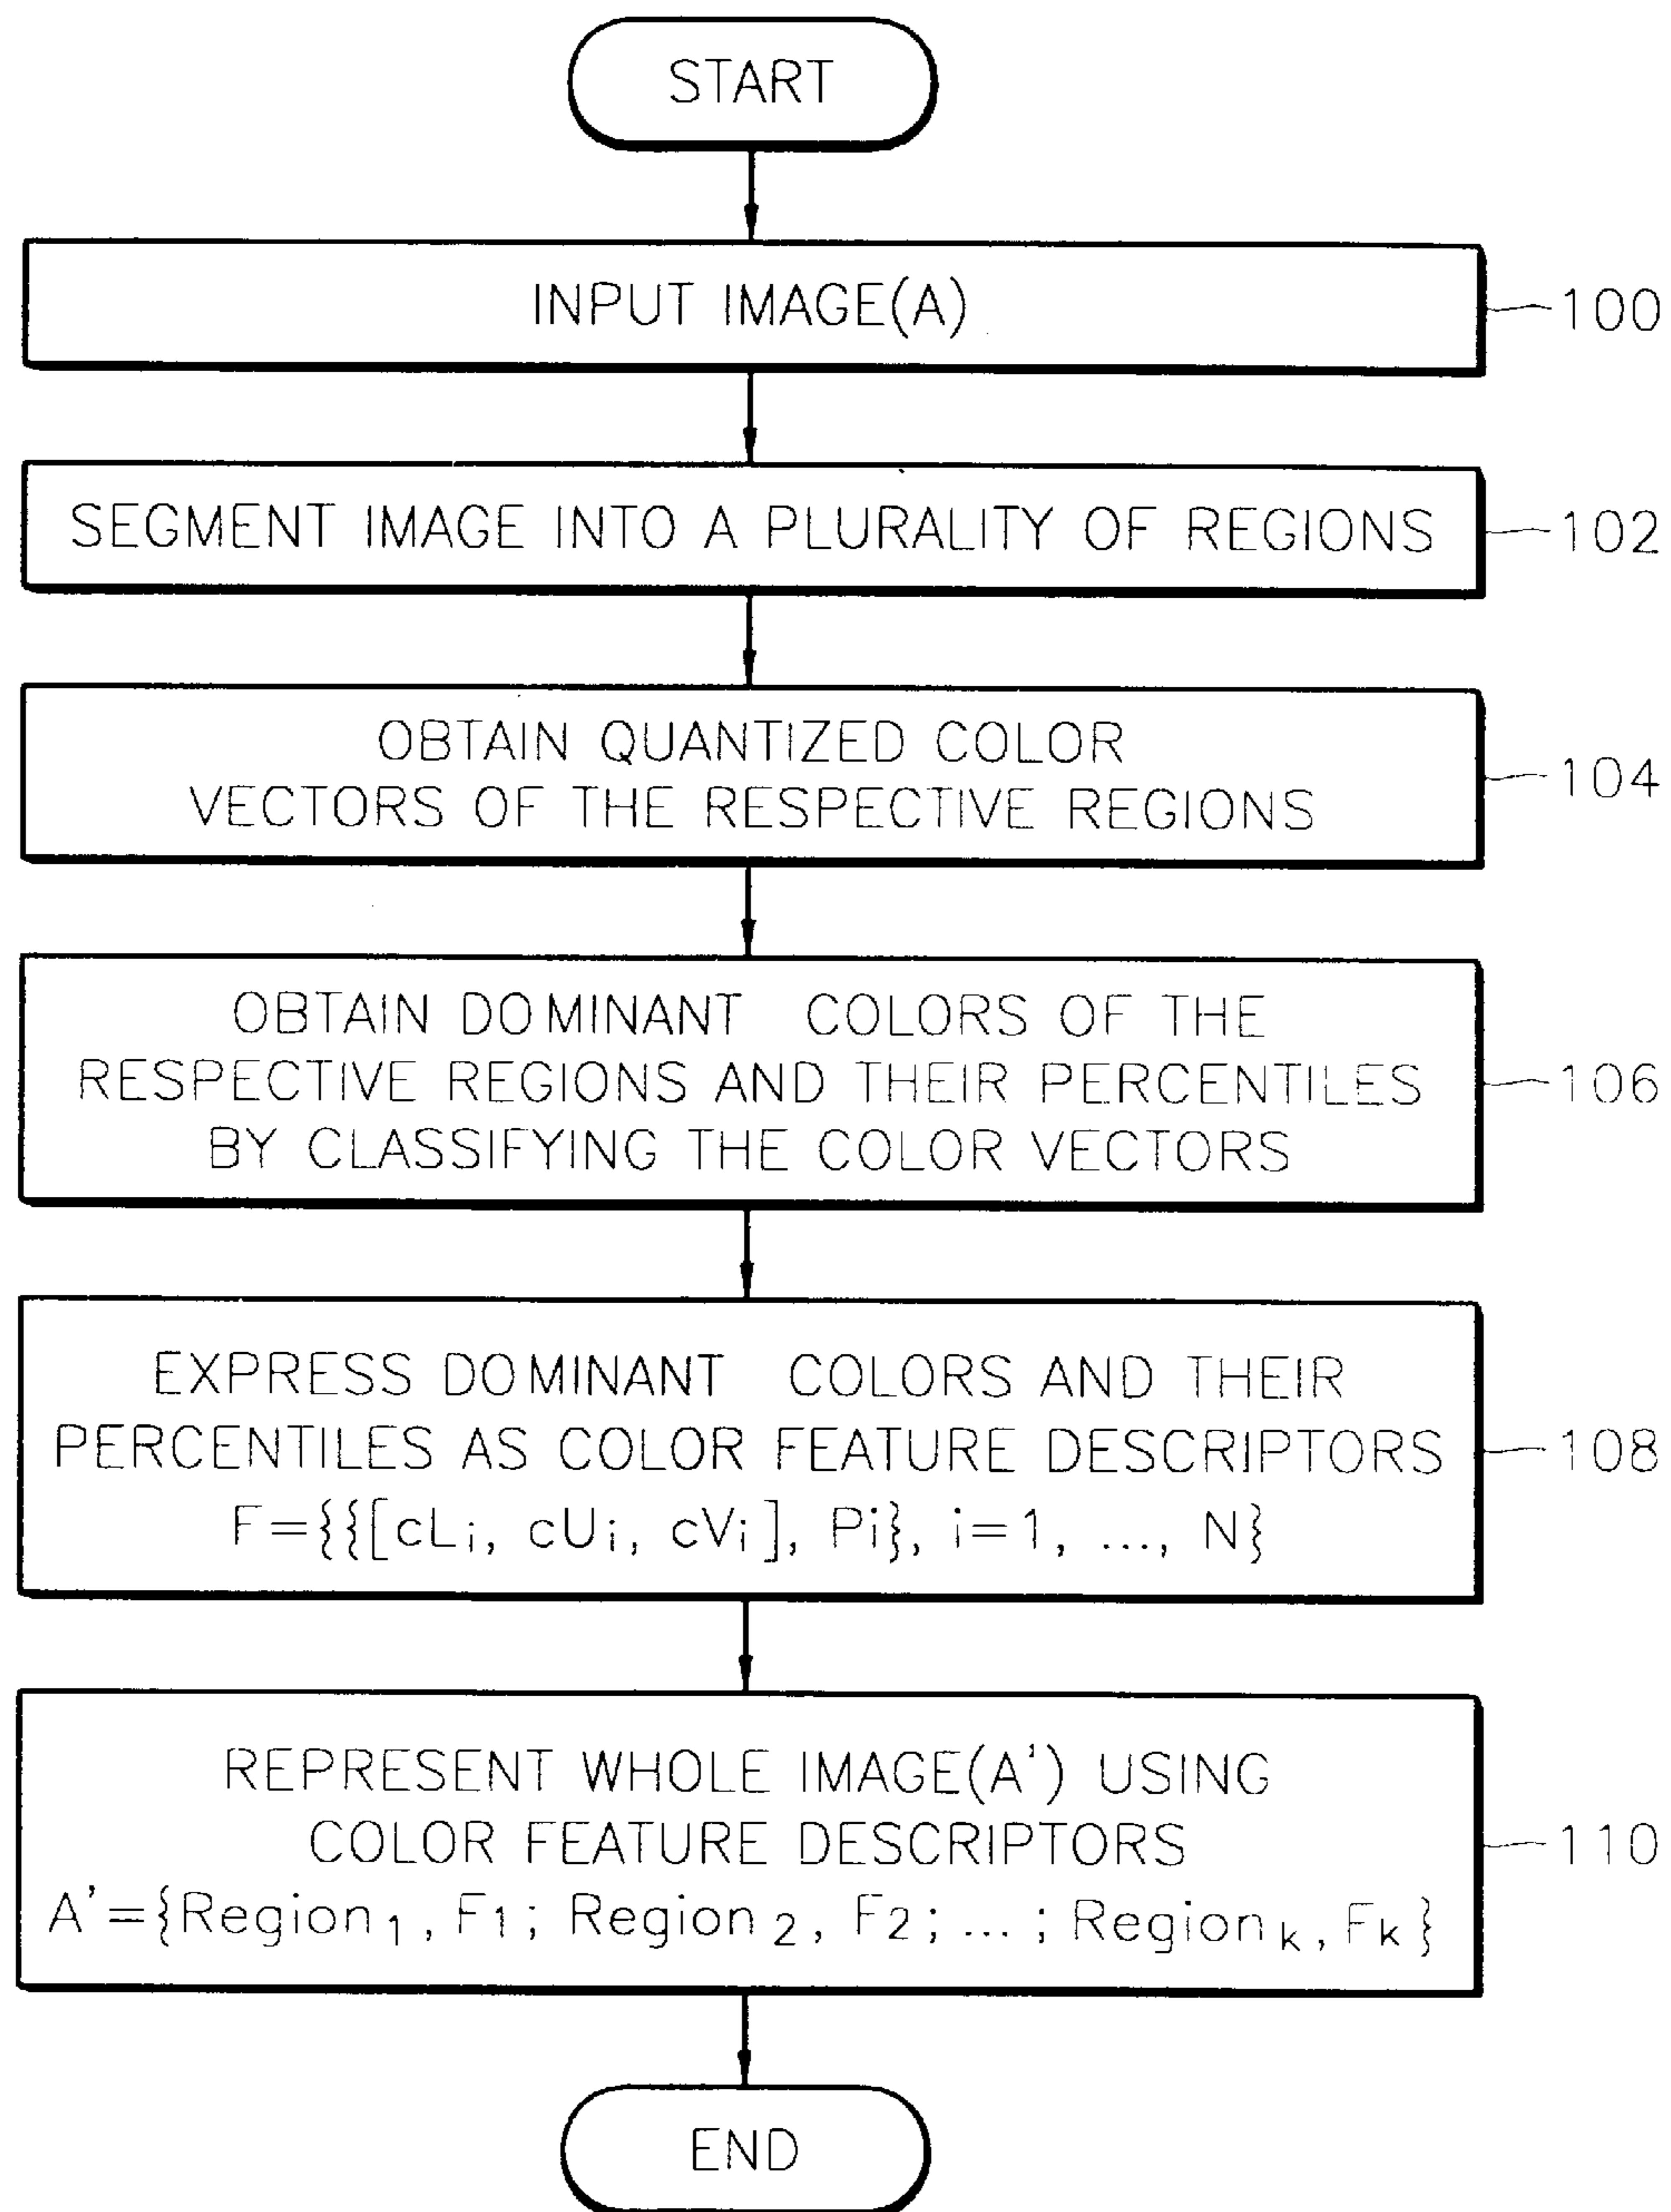 START
INPUT IMAGE(A)
100
SEGMENT IMAGE INTO A PLURALITY OF REGIONS
102
OBTAIN QUANTIZED COLOR
VECTORS OF THE RESPECTIVE REGIONS
104
OBTAIN DOMINANT COLORS OF THE
RESPECTIVE REGIONS AND THEIR PERCENTILES
BY CLASSIFYING THE COLOR VECTORS
106
EXPRESS DOMINANT COLORS AND THEIR
PERCENTILES AS COLOR FEATURE DESCRIPTORS
F={{[cLi, cUi, cVi], Pi}, i=1, ..., N}
108
REPRESENT WHOLE IMAGE(A') USING
COLOR FEATURE DESCRIPTORS
A'={Region1, F1; Region2, F2; ... ; Regionk, Fk}
110
END